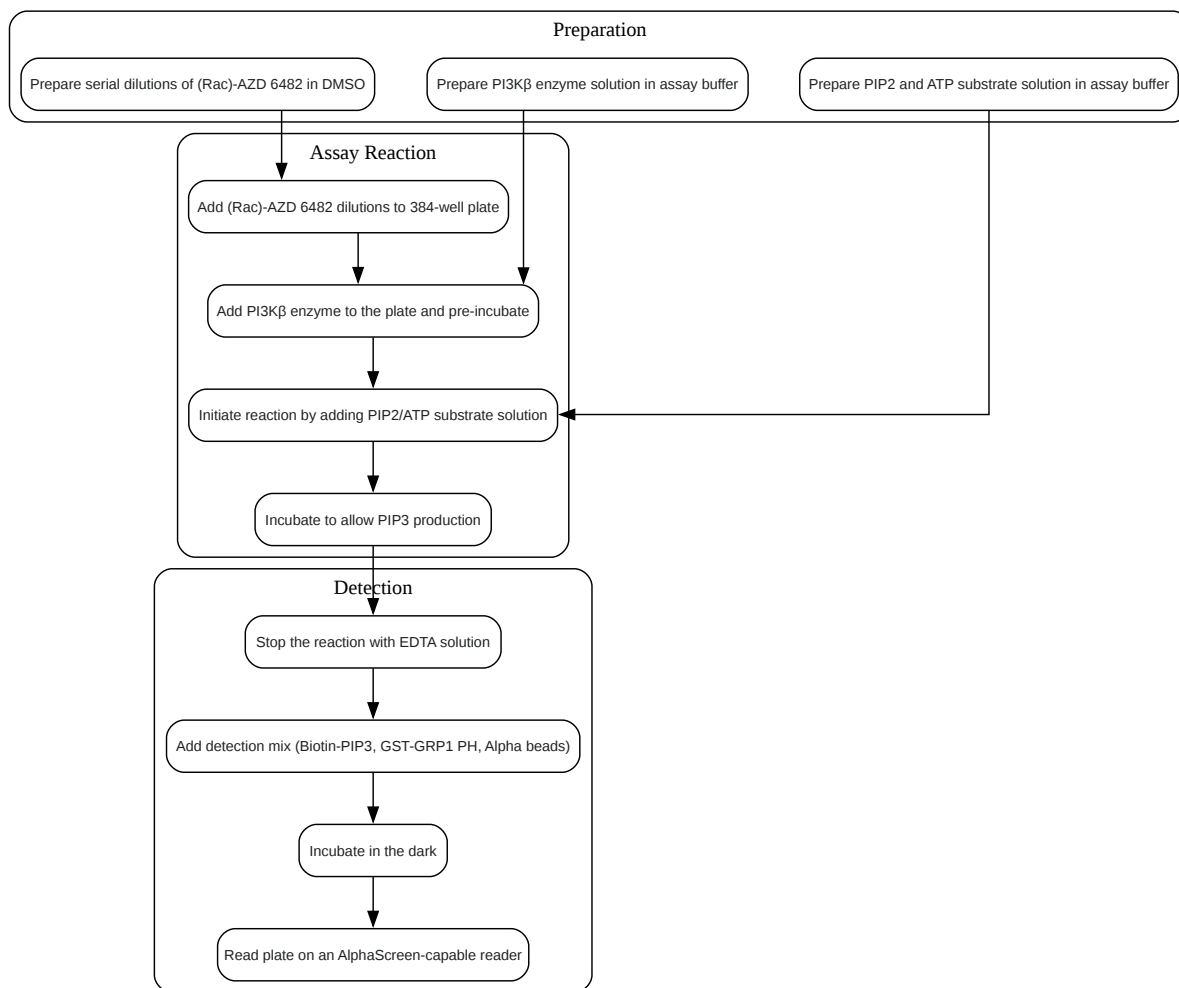 Preparation
Prepare serial dilutions of (Rac)-AZD 6482 in DMSO
Prepare PI3Kβ enzyme solution in assay buffer
Prepare PIP2 and ATP substrate solution in assay buffer
Assay Reaction
Add (Rac)-AZD 6482 dilutions to 384-well plate
Add PI3Kβ enzyme to the plate and pre-incubate
Initiate reaction by adding PIP2/ATP substrate solution
Incubate to allow PIP3 production
Detection
Stop the reaction with EDTA solution
Add detection mix (Biotin-PIP3, GST-GRP1 PH, Alpha beads)
Incubate in the dark
Read plate on an AlphaScreen-capable reader